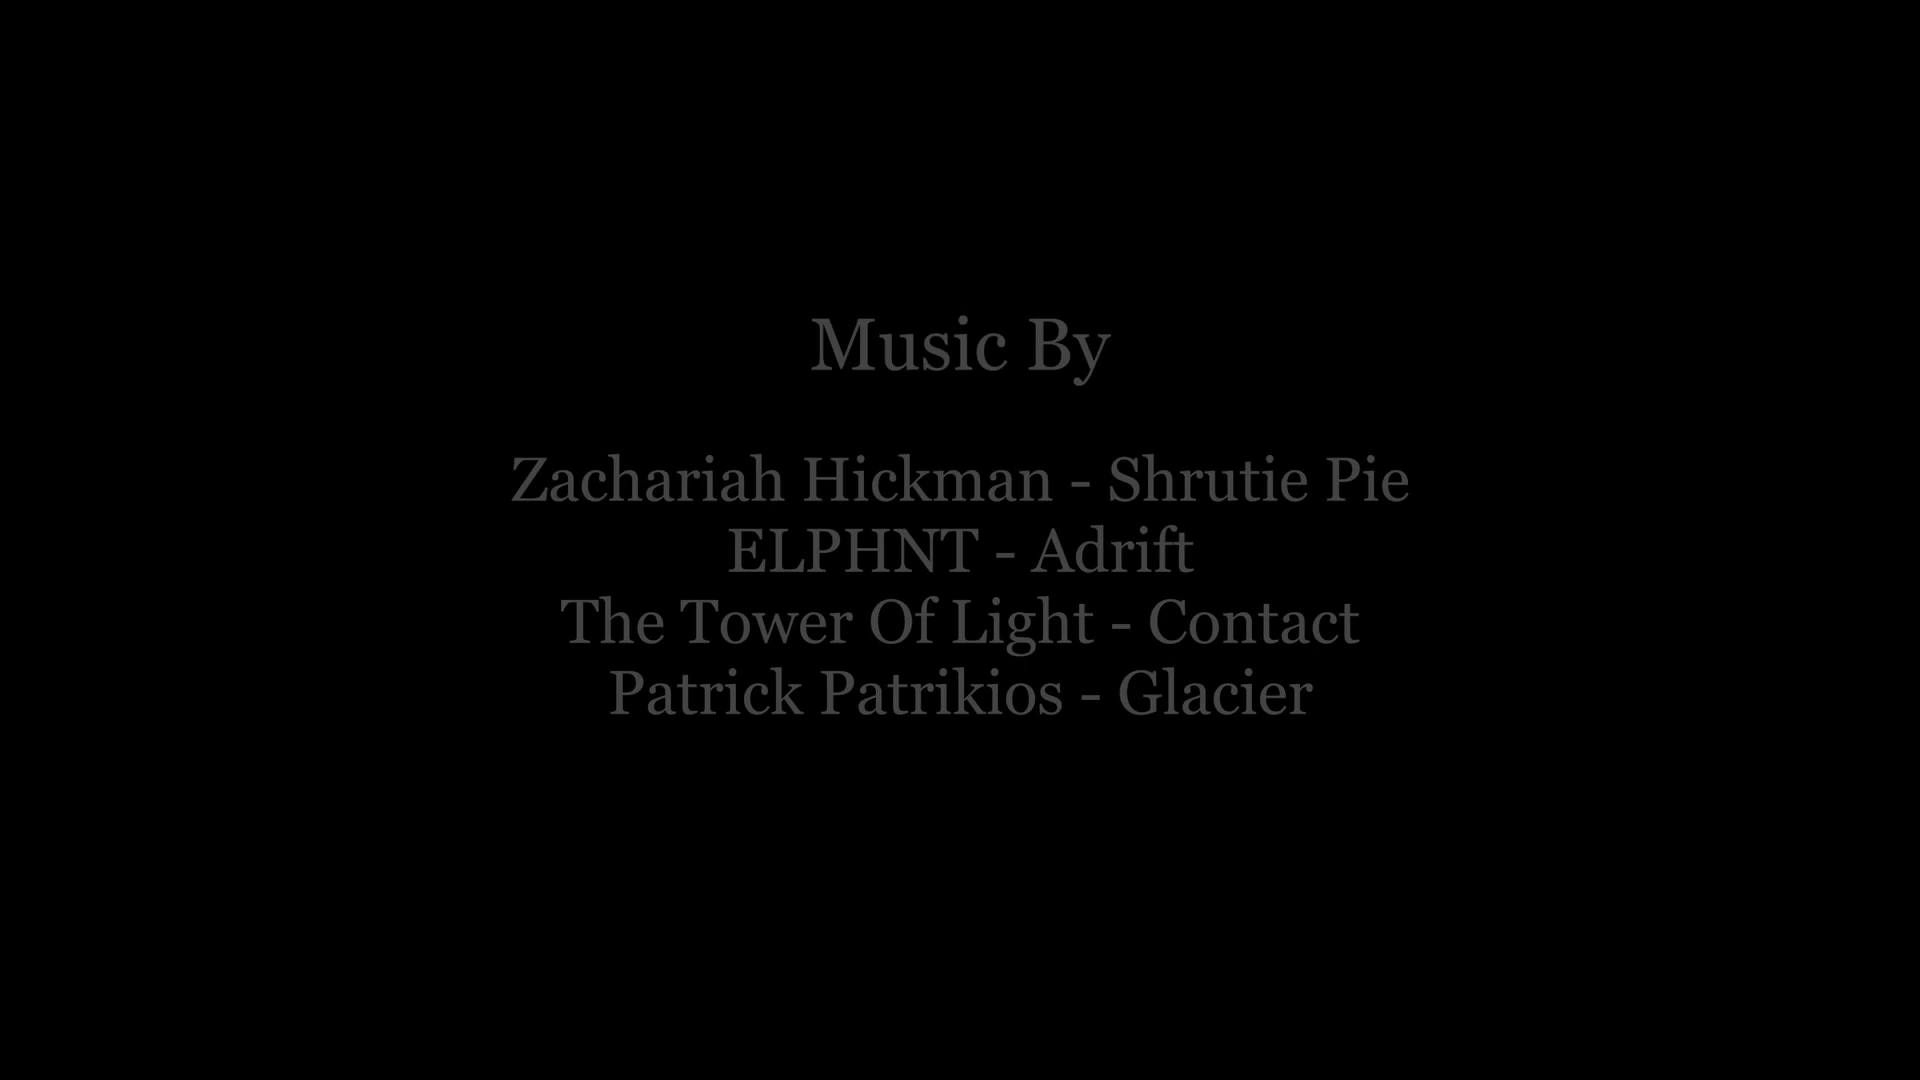 Music By
Zachariah Hickman - Shrutie Pie
ELPHNT - Adrift
The Tower Of Light - Contact
Patrick Patrikios - Glacier